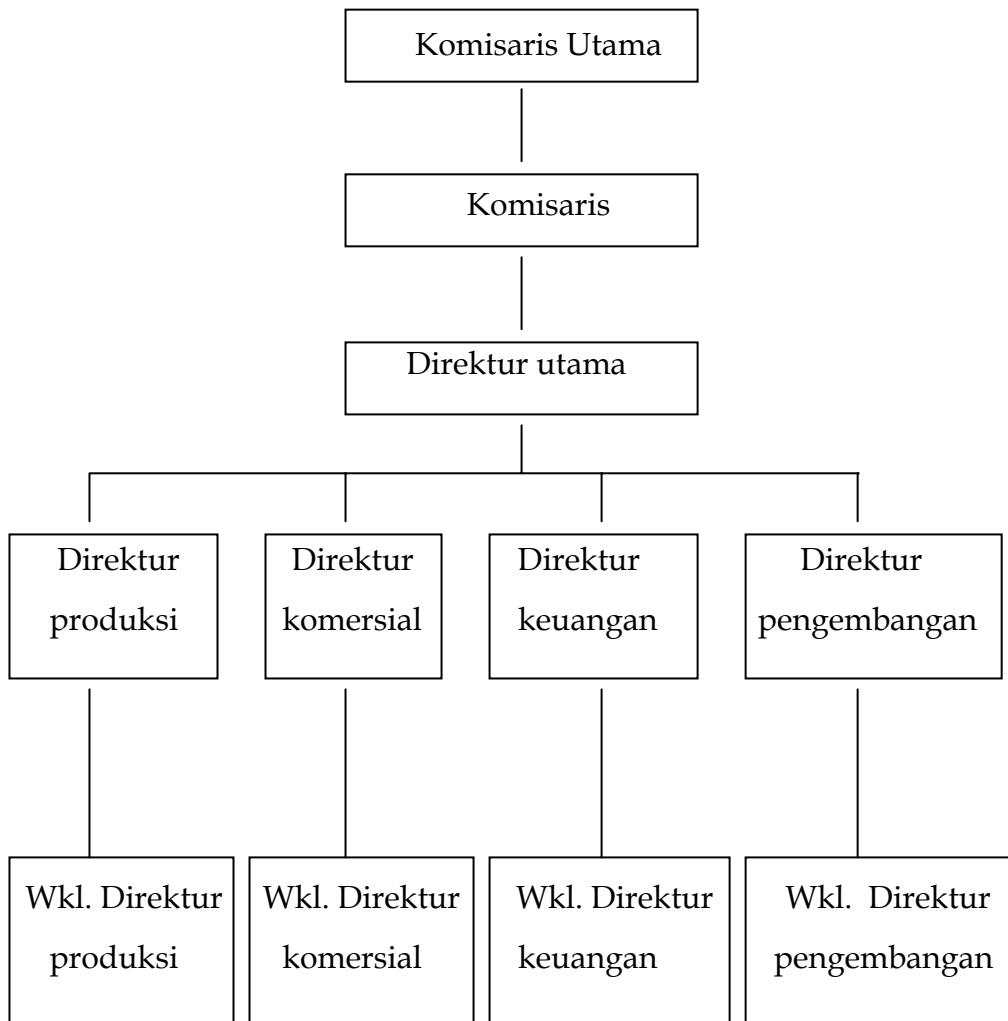 Komisaris Utama
Komisaris
Direktur utama
Direktur
produksi
Direktur
komersial
Direktur
keuangan
Direktur
pengembangan
Wkl. Direktur
produksi
Wkl. Direktur
komersial
Wkl. Direktur
keuangan
Wkl. Direktur
pengembangan